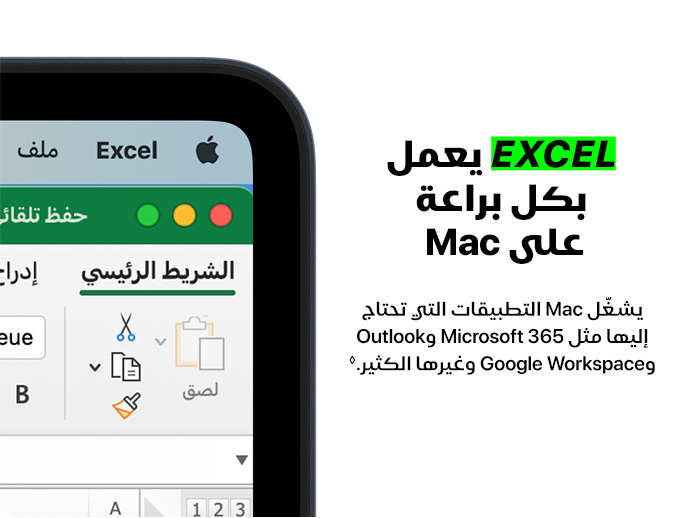 EXCEL يعمل
بكل براعة
على Mac
يشغّل Mac التطبيقات التي تحتاج
إليها مثل Microsoft 365 وOutlook
وGoogle Workspace وغيرها الكثير.◊
Excel ملف
حفظ تلقائي
الشريط الرئيسي إدراج
لصق
eue
B
A
1 2 3